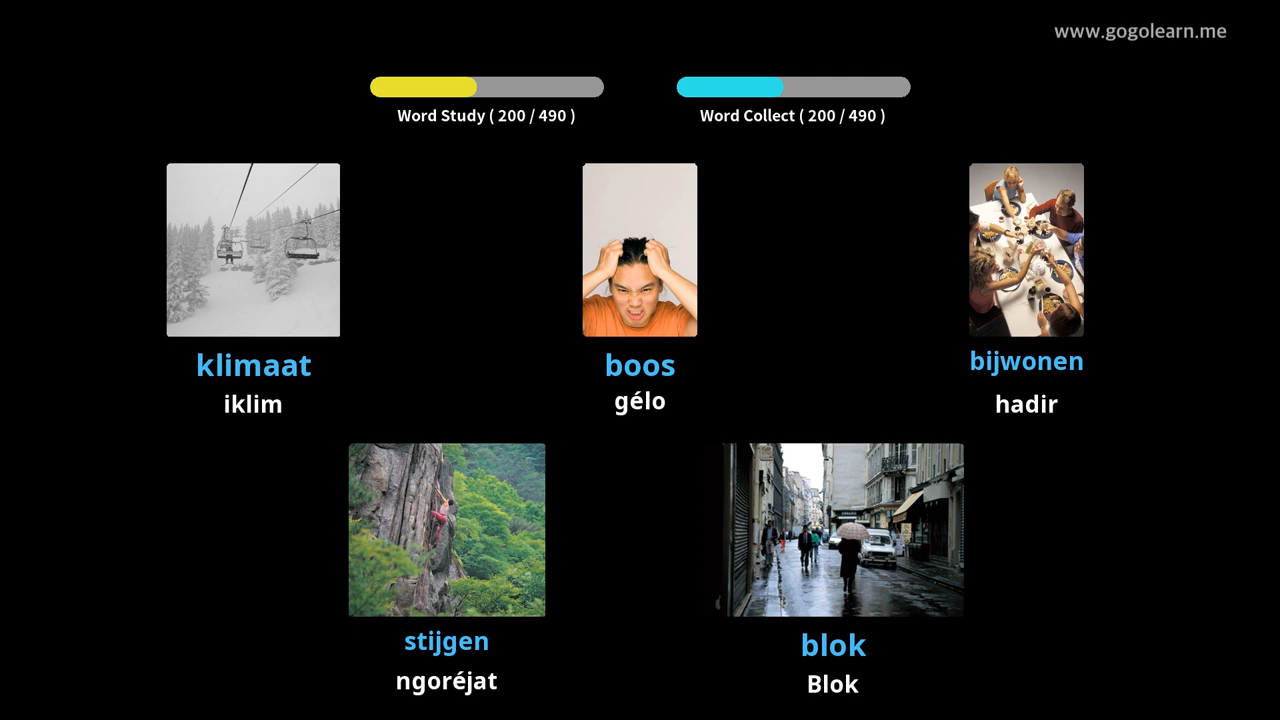 www.gogolearn.me
Word Study ( 200 / 490 )
Word Collect ( 200 / 490 )
klimaat
iklim
boos
gélo
bijwonen
hadir
stijgen
ngoréjat
blok
Blok